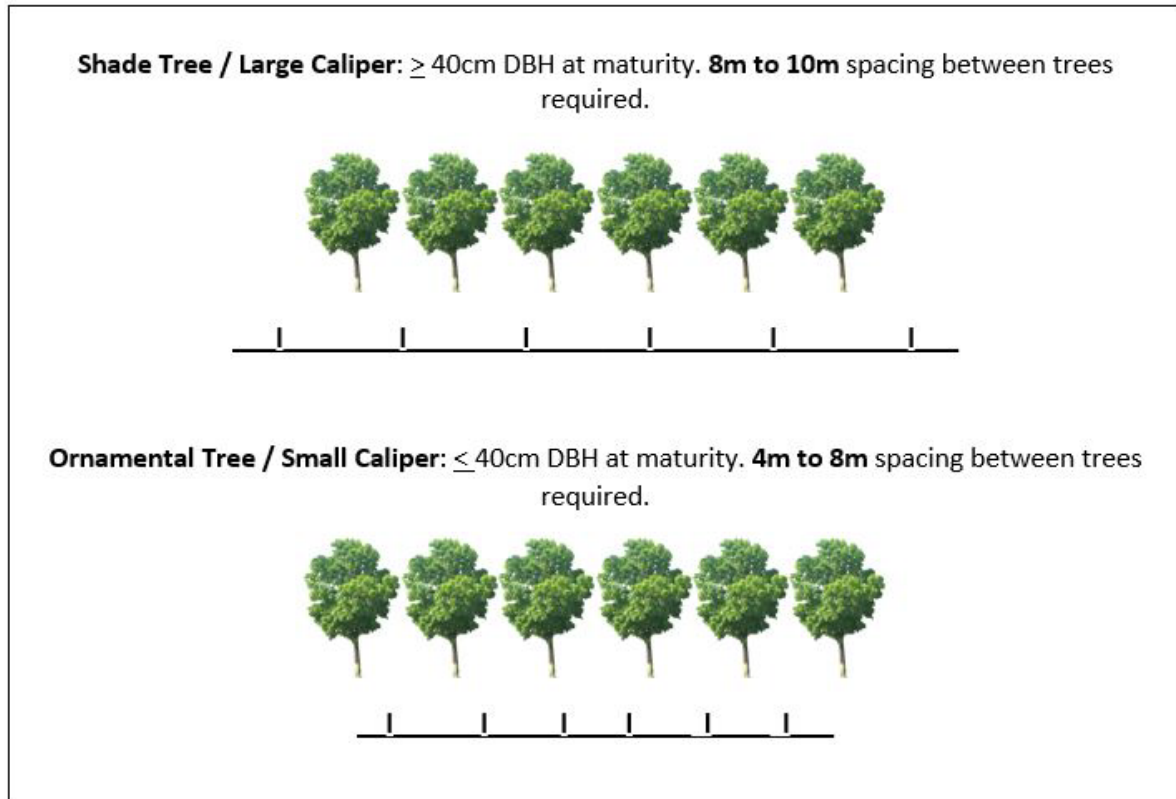 Shade Tree / Large Caliper: ≥ 40cm DBH at maturity. 8m to 10m spacing between trees
required.
Ornamental Tree / Small Caliper: ≤ 40cm DBH at maturity. 4m to 8m spacing between trees
required.